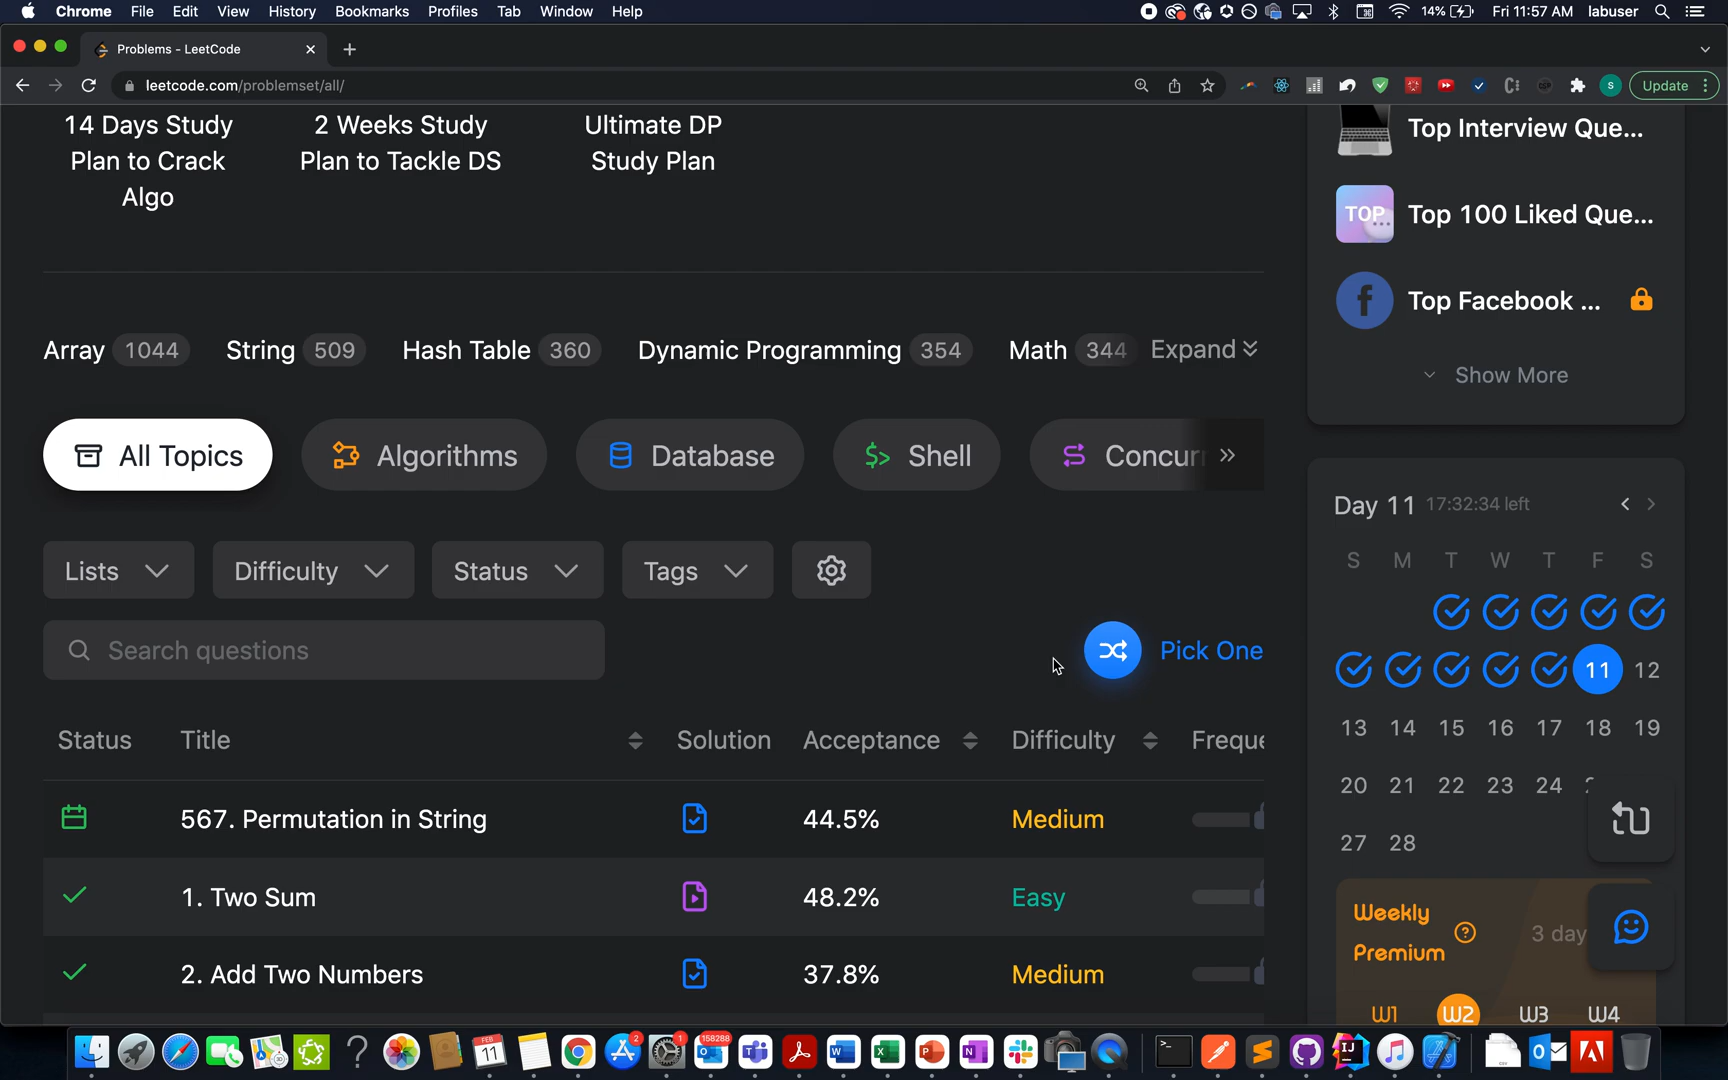 Chrome File Edit View History Bookmarks Profiles Tab Window Help
14% Fri 11:57 AM labuser
Problems - LeetCode
leetcode.com/problemset/all/
S
Update
14 Days Study
Plan to Crack
Algo
2 Weeks Study
Plan to Tackle DS
Ultimate DP
Study Plan
Array 1044 String 509 Hash Table 360 Dynamic Programming 354 Math 344 Expand
All Topics Algorithms Database Shell Concur
Lists Difficulty Status Tags
Search questions
Pick One
Status Title Solution Acceptance Difficulty Freque
567. Permutation in String 44.5% Medium
1. Two Sum 48.2% Easy
2. Add Two Numbers 37.8% Medium
Top Interview Que...
TOP Top 100 Liked Que...
f Top Facebook ...
Show More
Day 11 17:32:34 left
S M T W T F S
11 12
13 14 15 16 17 18 19
20 21 22 23 24
27 28
Weekly
Premium
3 day
W1 W2 W3 W4
FEB
11
2
1
158288